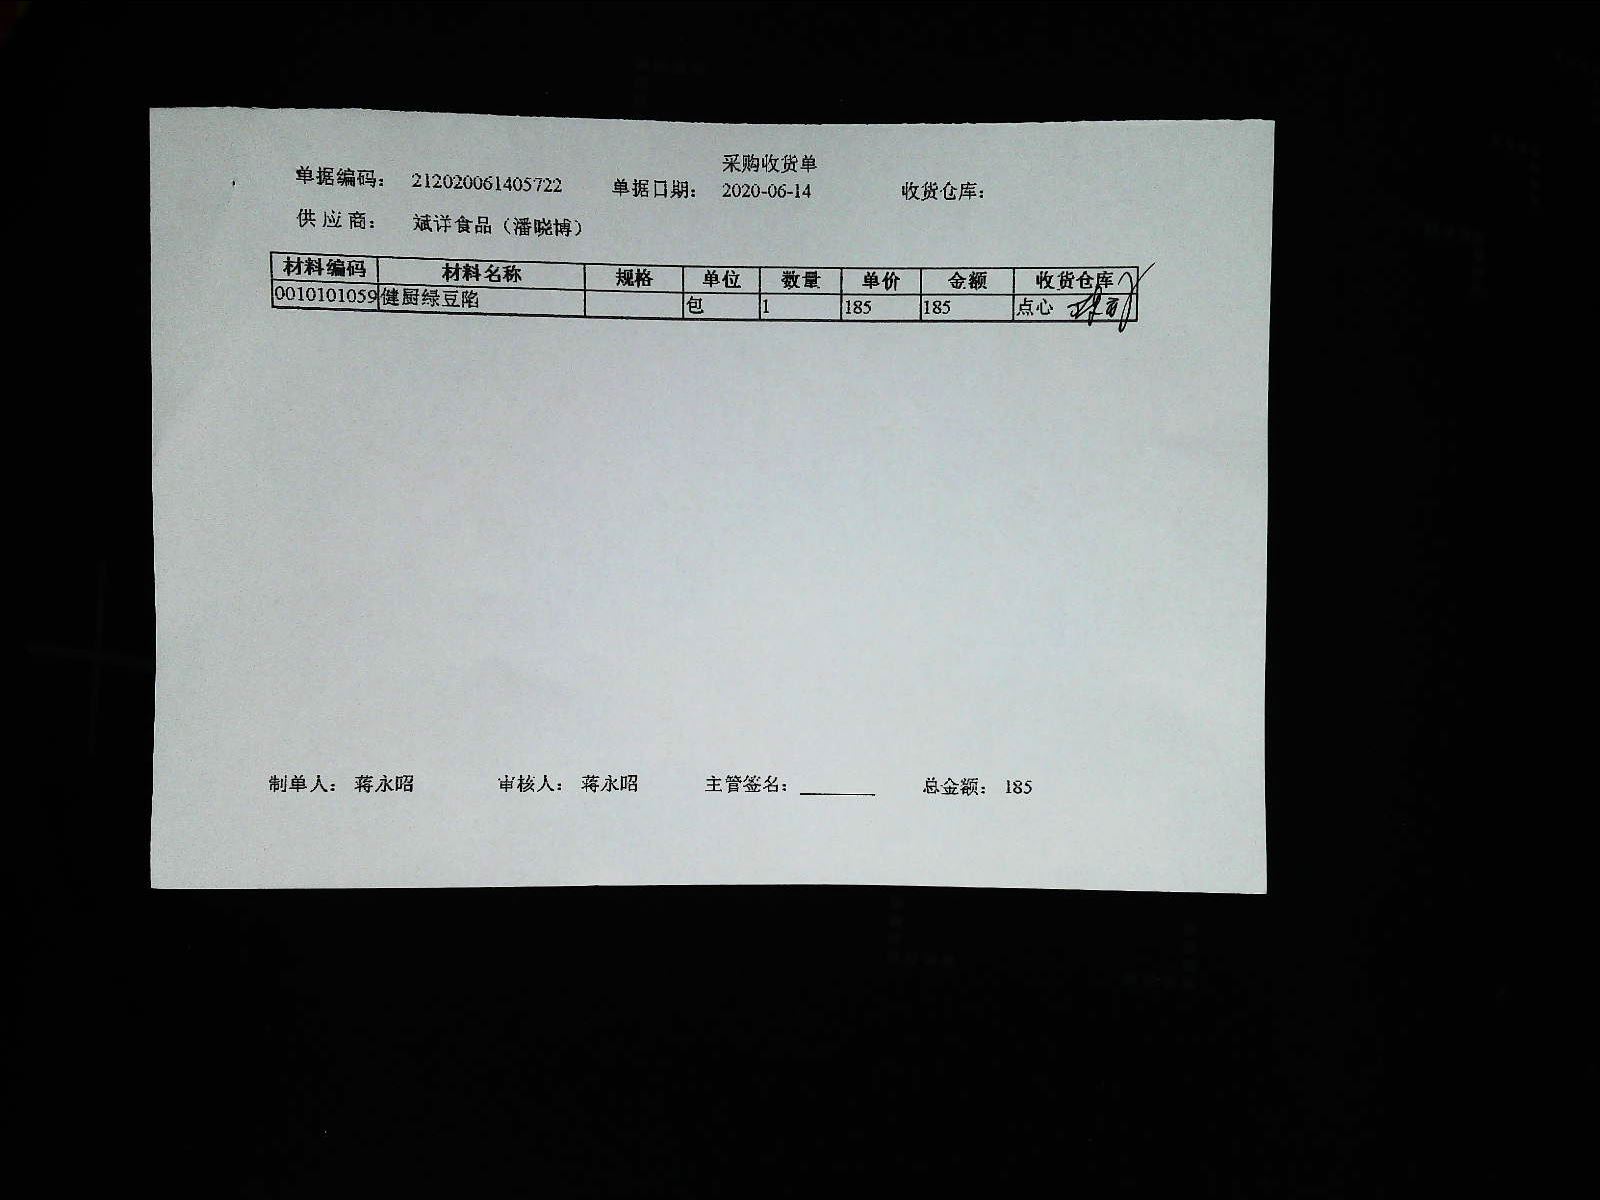 采购收货单
单据编码： 212020061405722 单据日期： 2020-06-14 收货仓库：
供应商： 斌详食品（潘晓博）
材料编码 材料名称 规格 单位 数量 单价 金额 收货仓库
0010101059 健厨绿豆陷 包 1 185 185 点心
制单人： 蒋永昭 审核人： 蒋永昭 主管签名： 总金额： 185